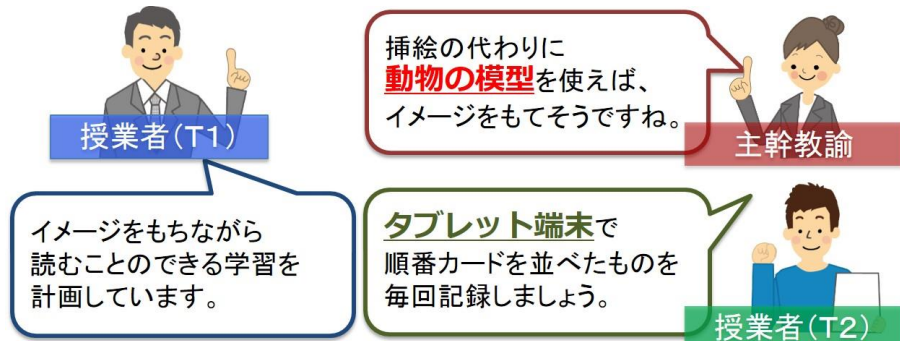 授業者(T1)
イメージをもちながら
読むことのできる学習を
計画しています。
挿絵の代わりに
動物の模型を使えば、
イメージをもてそうですね。
主幹教諭
タブレット端末で
順番カードを並べたものを
毎回記録しましょう。
授業者(T2)